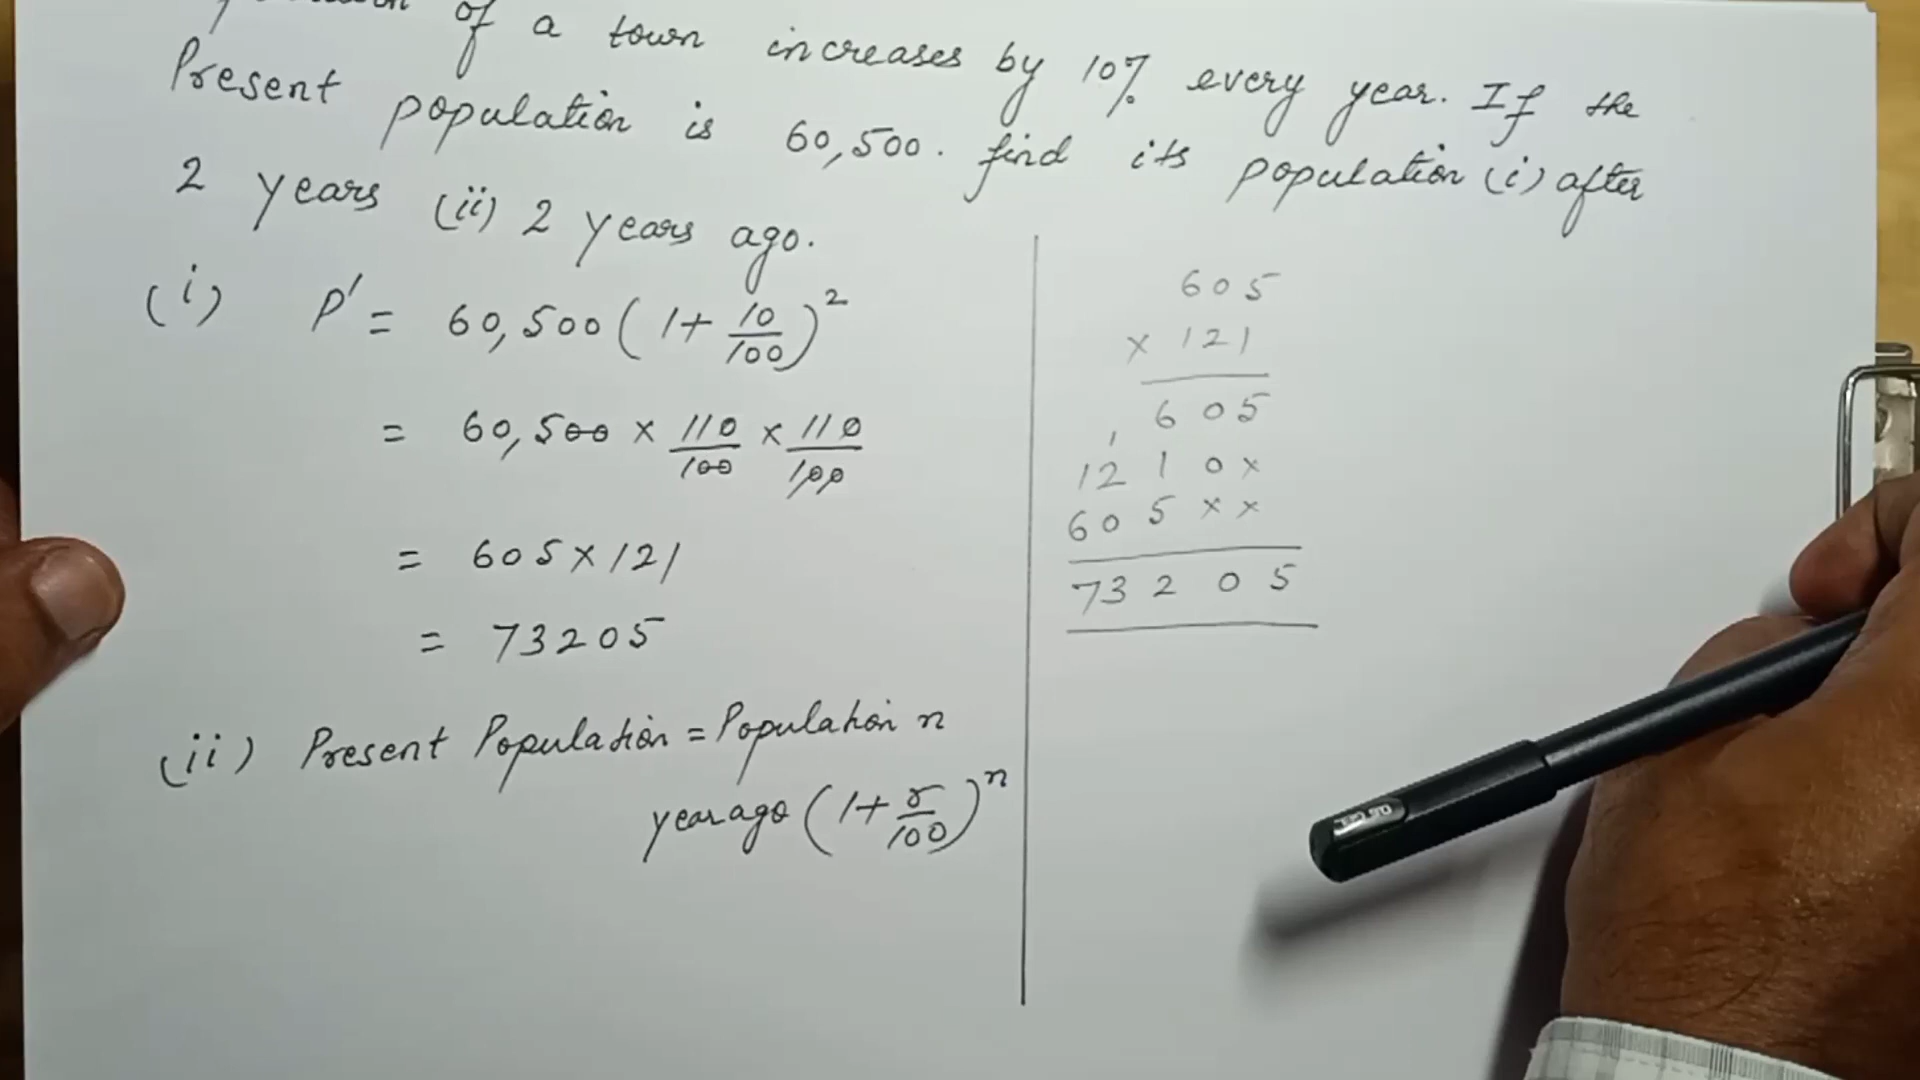 of a town increases by 10% every year. If the
Present population is 60,500. find its population (i) after
2 years (ii) 2 years ago.
(i) P' = 60,500 (1 + 10/100)^2
= 60,500 × 110/100 × 110/100
= 605 × 121
= 73205
(ii) Present Population = Population n
year ago (1 + r/100)^n
605
× 121
605
1
1210×
605××
73205